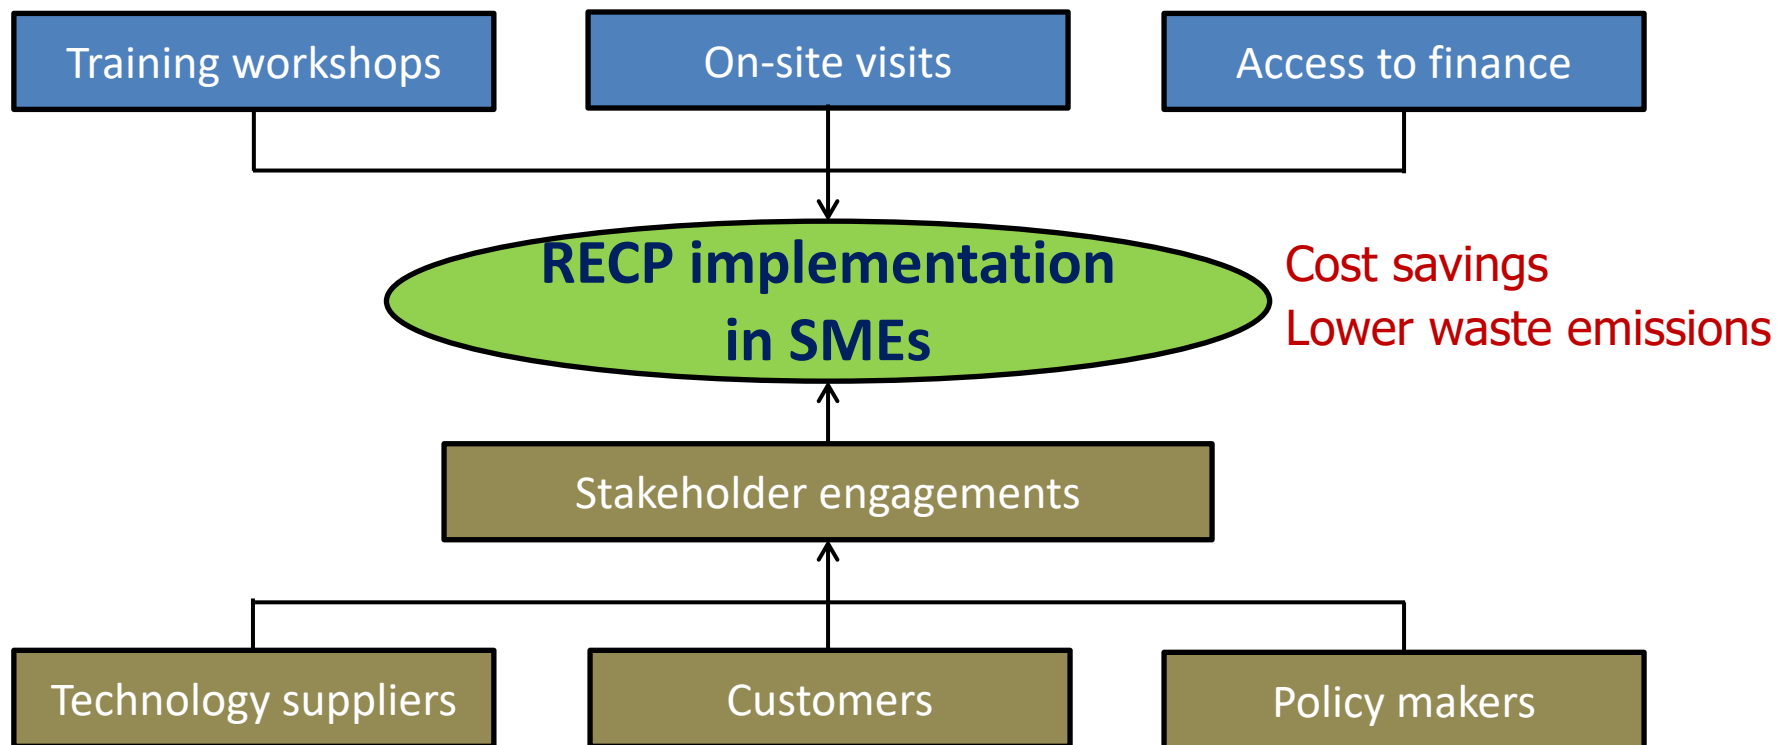 Training workshops
On-site visits
Access to finance
RECP implementation
in SMEs
Cost savings
Lower waste emissions
Stakeholder engagements
Technology suppliers
Customers
Policy makers